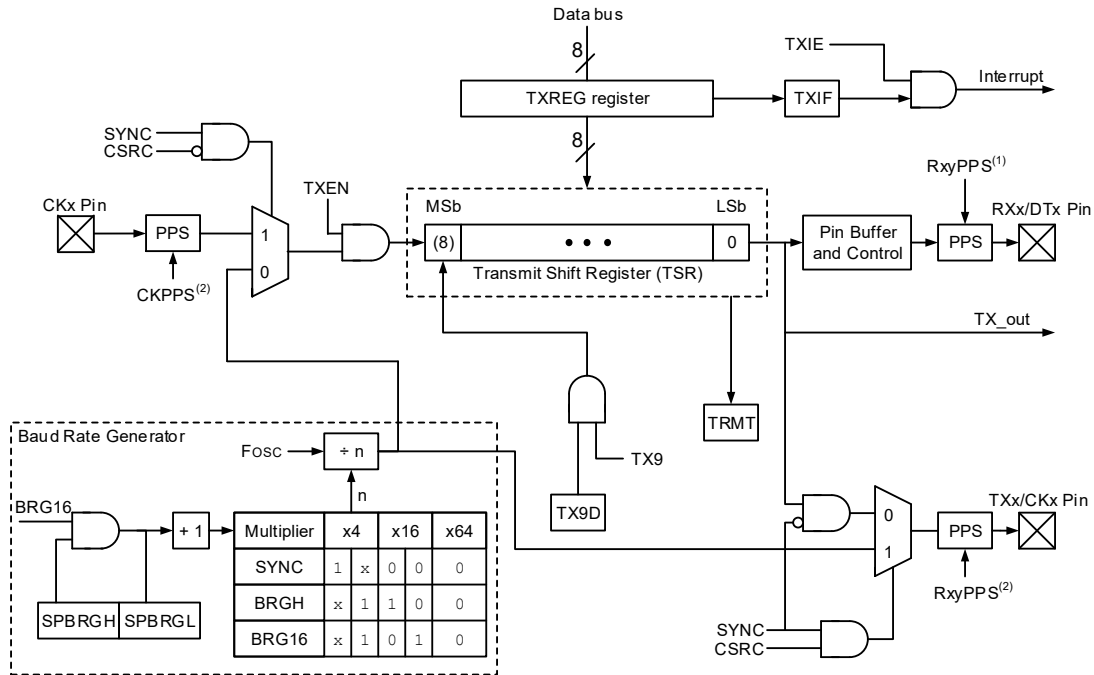 Data bus
8
TXIE
TXREG register
TXIF
Interrupt
SYNC
CSRC
8
RxyPPS(1)
CKx Pin
TXEN
MSb
LSb
RXx/DTx Pin
PPS
1
(8)
• • •
0
Pin Buffer
and Control
PPS
0
Transmit Shift Register (TSR)
CKPPS(2)
TX_out
TRMT
Baud Rate Generator
FOSC
÷ n
TX9
n
TX9D
BRG16
+ 1
Multiplier x4 x16 x64
SYNC 1 x 0 0 0
BRGH x 1 1 0 0
BRG16 x 1 0 1 0
SPBRGH SPBRGL
TXx/CKx Pin
0
PPS
1
RxyPPS(2)
SYNC
CSRC